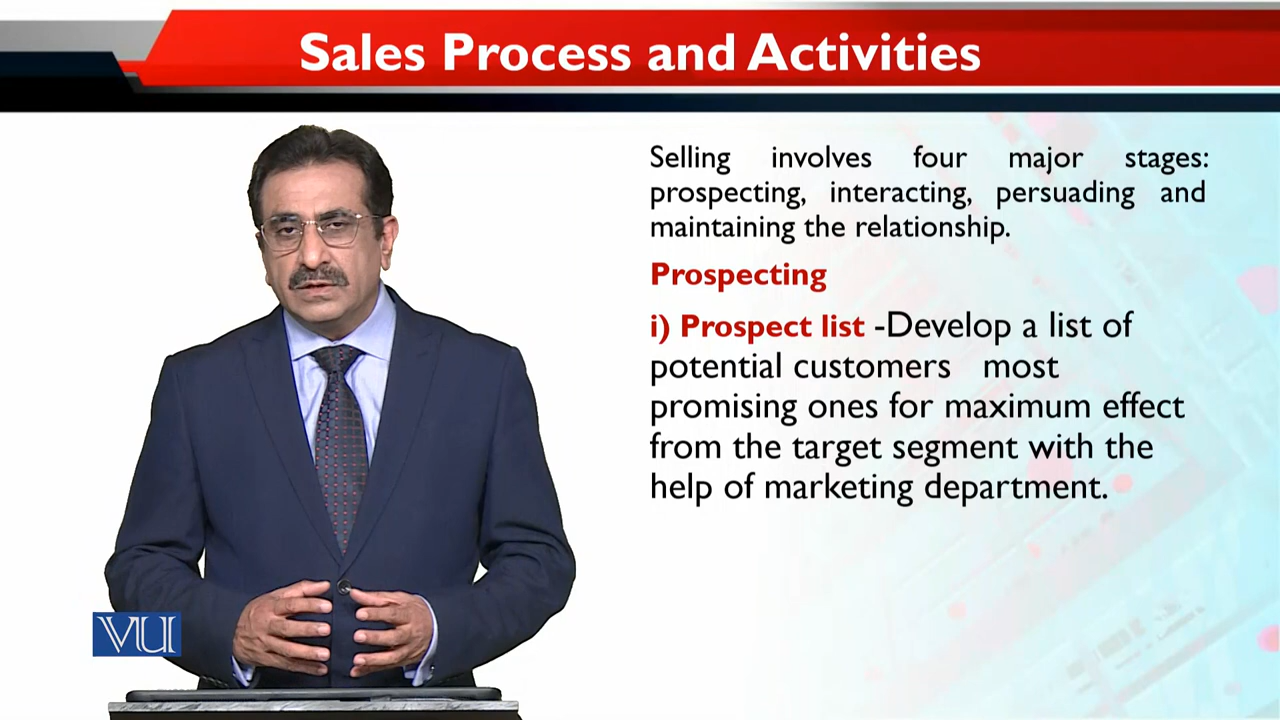 Sales Process and Activities
Selling involves four major stages:
prospecting, interacting, persuading and
maintaining the relationship.
Prospecting
i) Prospect list -Develop a list of
potential customers most
promising ones for maximum effect
from the target segment with the
help of marketing department.
VU